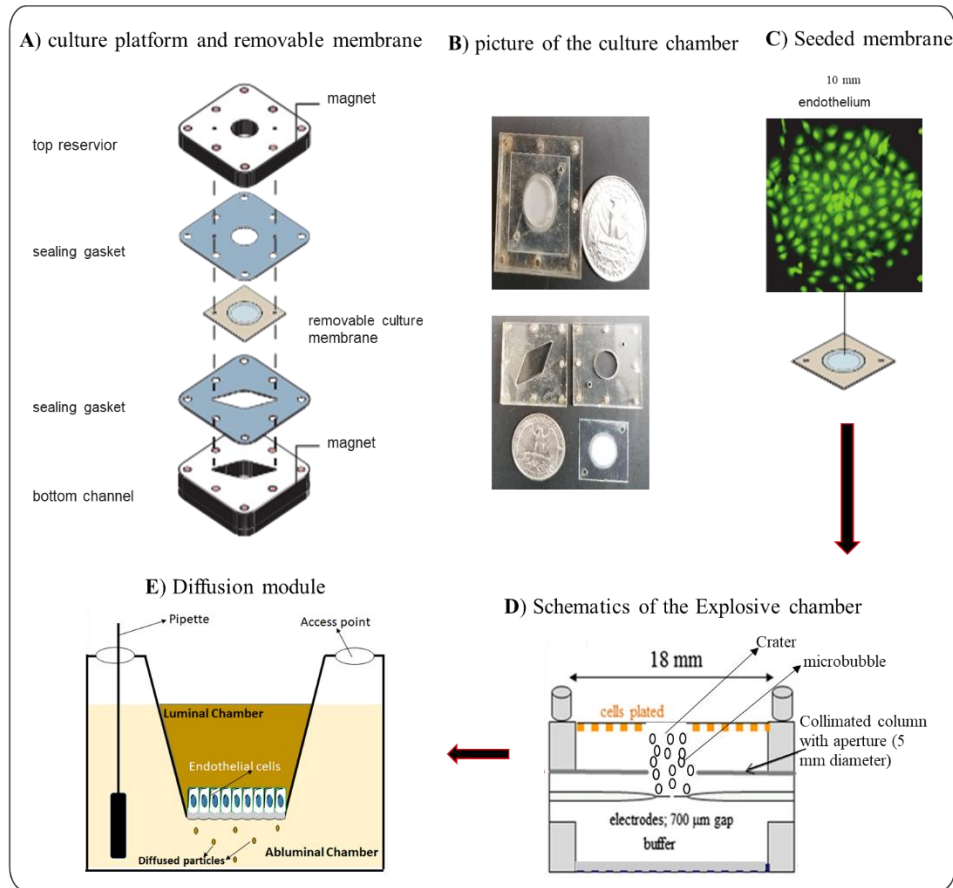 A) culture platform and removable membrane
magnet
top reservior
sealing gasket
removable culture
membrane
sealing gasket
magnet
bottom channel
B) picture of the culture chamber
C) Seeded membrane
10 mm
endothelium
E) Diffusion module
Pipette
Access point
Luminal Chamber
Endothelial cells
Diffused particles
Abluminal Chamber
D) Schematics of the Explosive chamber
Crater
18 mm
microbubble
cells plated
Collimated column
with aperture (5
mm diameter)
electrodes; 700 µm gap
buffer